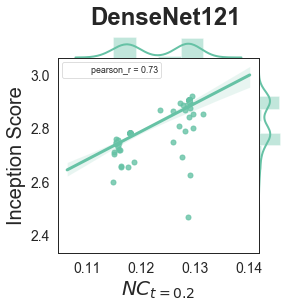 DenseNet121
pearson_r = 0.73
Inception Score
3.0
2.8
2.6
2.4
0.11 0.12 0.13 0.14
NC_{t = 0.2}